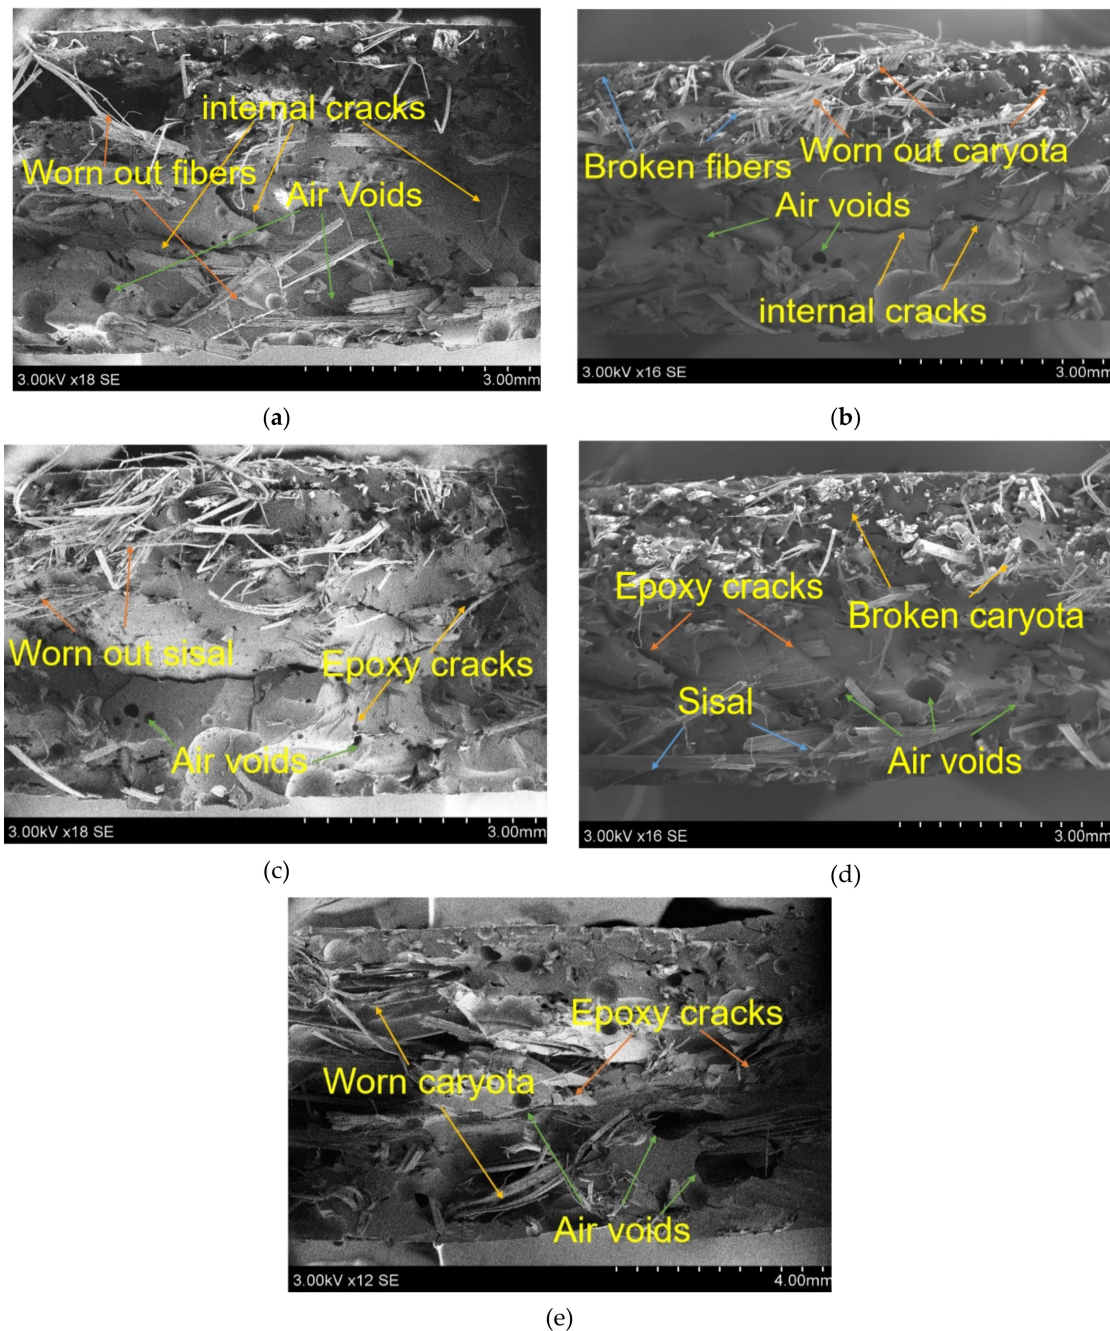 internal cracks
Worn out fibers
Air Voids
3.00kV x18 SE
3.00mm
(a)
Worn out caryota
Broken fibers
Air voids
internal cracks
3.00kV x16 SE
3.00mm
(b)
Worn out sisal
Epoxy cracks
Air voids
3.00kV x18 SE
3.00mm
(c)
Epoxy cracks
Broken caryota
Sisal
Air voids
3.00kV x16 SE
3.00mm
(d)
Epoxy cracks
Worn caryota
Air voids
3.00kV x12 SE
4.00mm
(e)